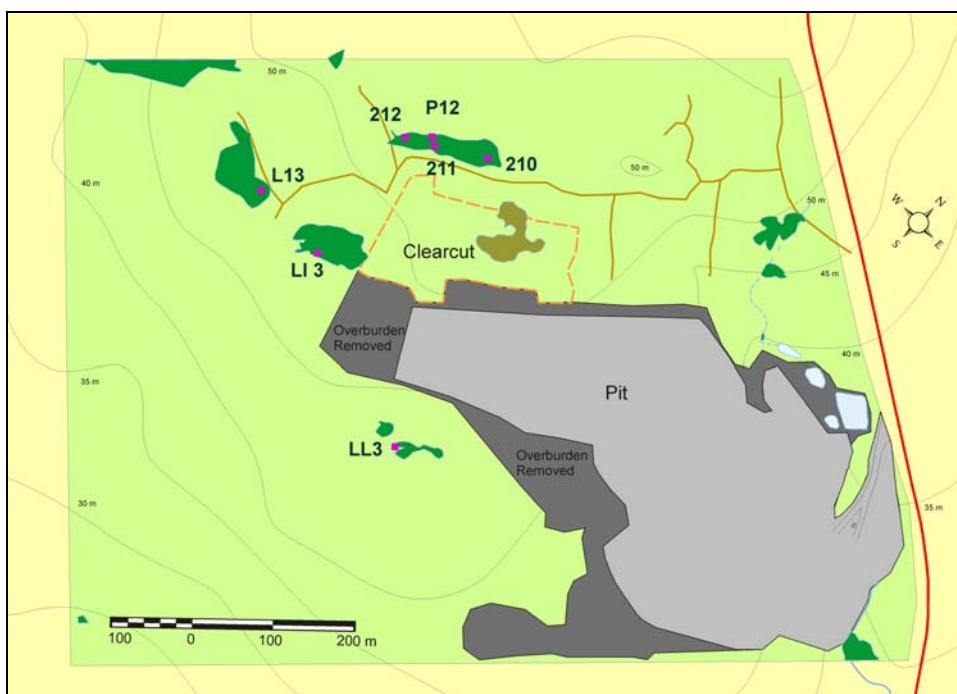 50 m
212
P12
211
210
50 m
L13
40 m
50 m
W
N
S
E
Clearcut
LI 3
45 m
Overburden
Removed
40 m
Pit
35 m
LL3
Overburden
Removed
30 m
35 m
100
0
100
200 m